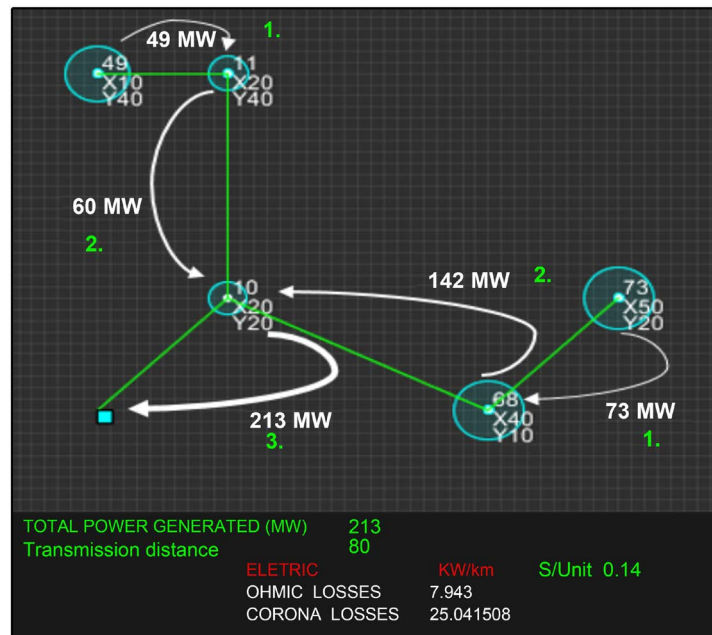 49 MW
1.
49
X10
Y40
11
X20
Y40
60 MW
2.
10
X20
Y20
142 MW
2.
73
X50
Y20
68
X40
Y10
73 MW
1.
213 MW
3.
TOTAL POWER GENERATED (MW) 213
Transmission distance 80
ELETRIC KW/km S/Unit 0.14
OHMIC LOSSES 7.943
CORONA LOSSES 25.041508